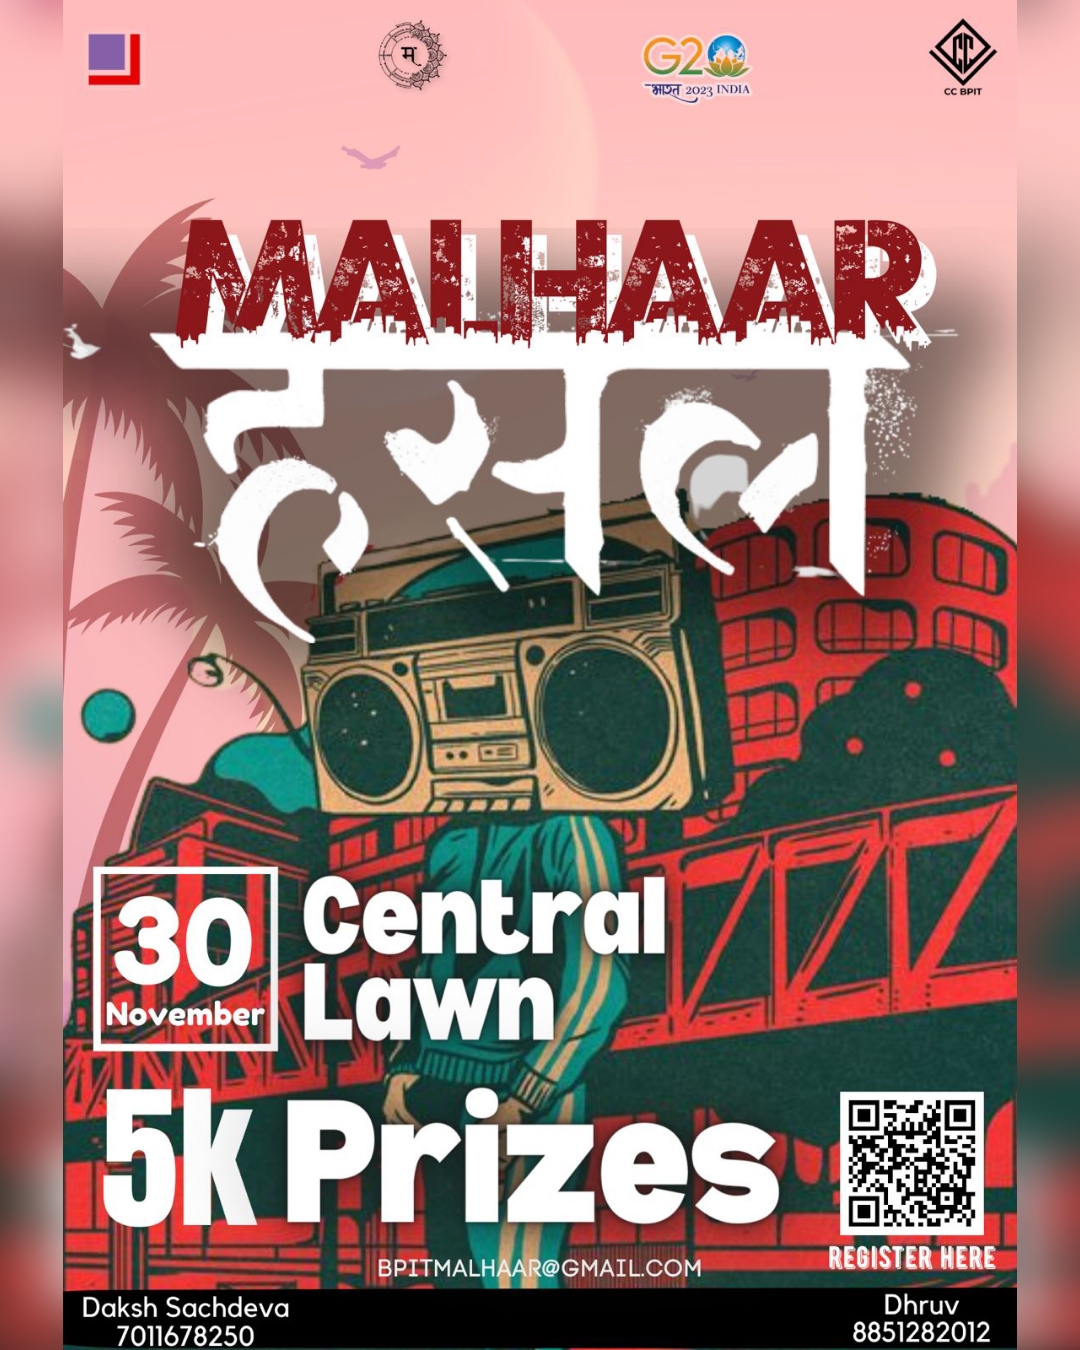 म
G20
भारत 2023 INDIA
CC BPIT
MALHAAR
हसल
30
November
Central
Lawn
5k Prizes
REGISTER HERE
BPITMALHAAR@GMAIL.COM
Daksh Sachdeva
7011678250
Dhruv
8851282012